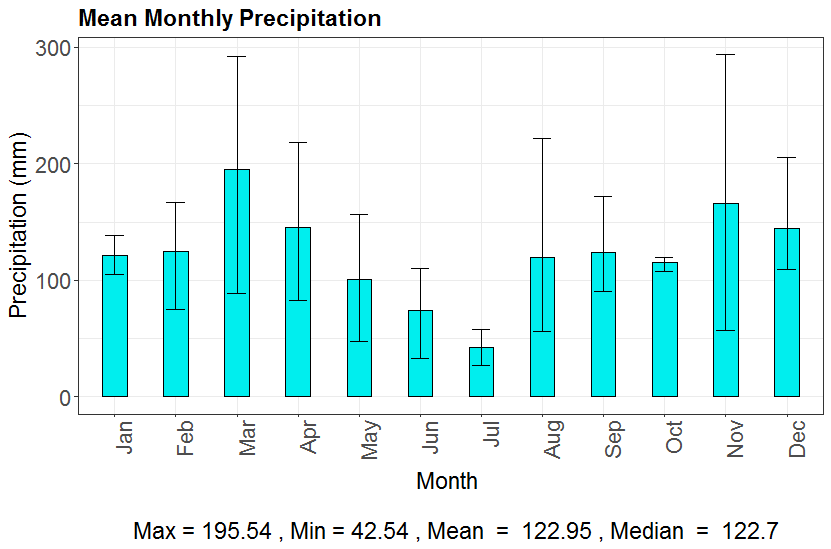 Mean Monthly Precipitation
300
200
100
0
Precipitation (mm)
Jan
Feb
Mar
Apr
May
Jun
Jul
Aug
Sep
Oct
Nov
Dec
Month
Max = 195.54 , Min = 42.54 , Mean  =  122.95 , Median  =  122.7